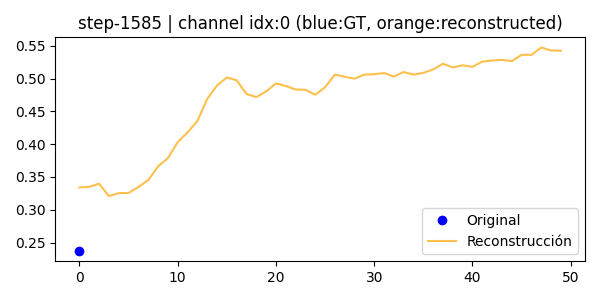 step-1585 | channel idx:0 (blue:GT, orange:reconstructed)
0.55
0.50
0.45
0.40
0.35
0.30
0.25
0 10 20 30 40 50
Original
Reconstrucción